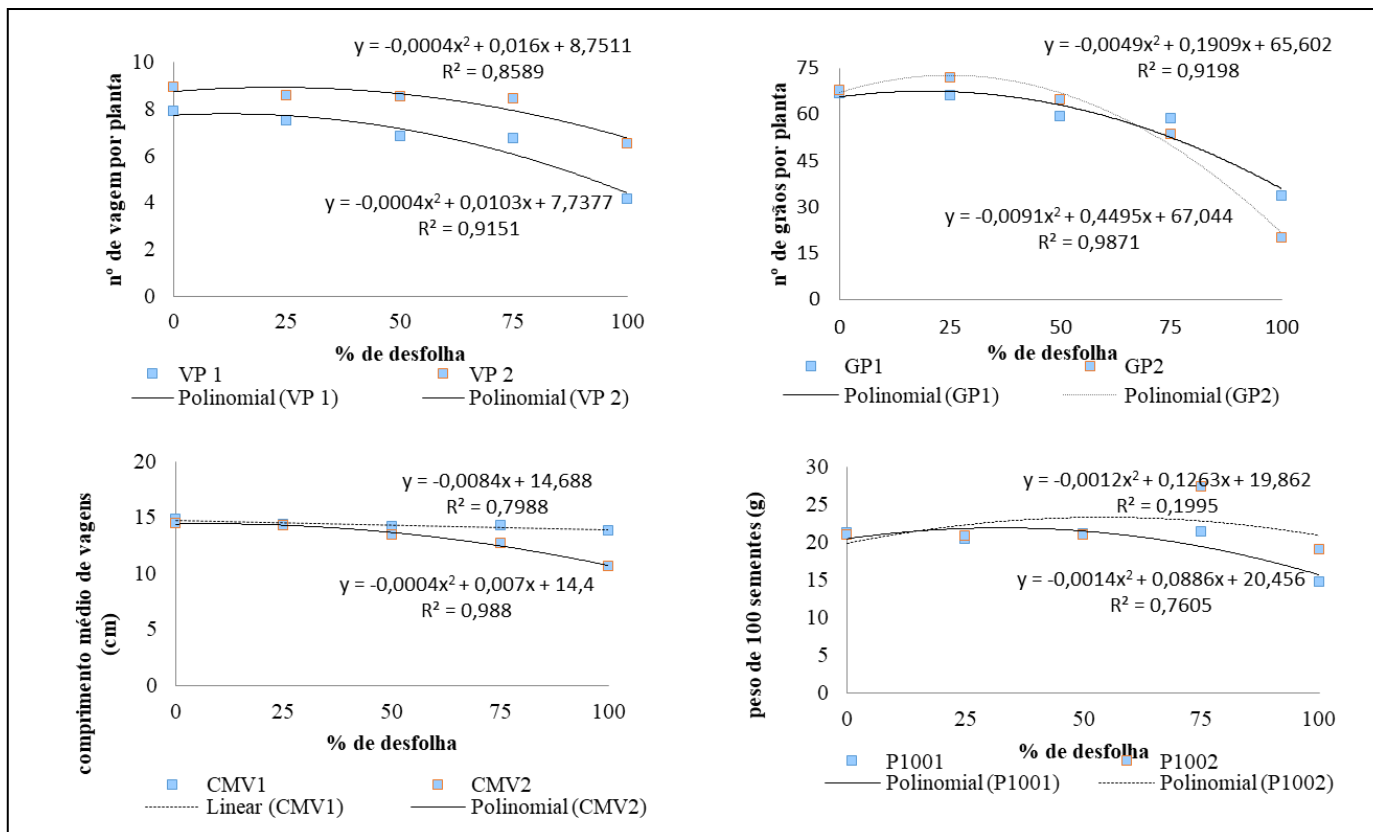 y = -0,0004x² + 0,016x + 8,7511
R² = 0,8589
10
8
6
4
2
0
nº de vagem por planta
y = -0,0004x² + 0,0103x + 7,7377
R² = 0,9151
0 25 50 75 100
% de desfolha
VP 1 VP 2
Polinomial (VP 1) Polinomial (VP 2)
y = -0,0049x² + 0,1909x + 65,602
R² = 0,9198
75
60
45
30
15
0
nº de grãos por planta
y = -0,0091x² + 0,4495x + 67,044
R² = 0,9871
0 25 50 75 100
% de desfolha
GP1 GP2
Polinomial (GP1) Polinomial (GP2)
20
15
10
5
0
comprimento médio de vagens
(cm)
y = -0,0084x + 14,688
R² = 0,7988
y = -0,0004x² + 0,007x + 14,4
R² = 0,988
0 25 50 75 100
% de desfolha
CMV1 CMV2
Linear (CMV1) Polinomial (CMV2)
30
25
20
15
10
5
0
peso de 100 sementes (g)
y = -0,0012x² + 0,1263x + 19,862
R² = 0,1995
y = -0,0014x² + 0,0886x + 20,456
R² = 0,7605
0 25 50 75 100
% de desfolha
P1001 P1002
Polinomial (P1001) Polinomial (P1002)